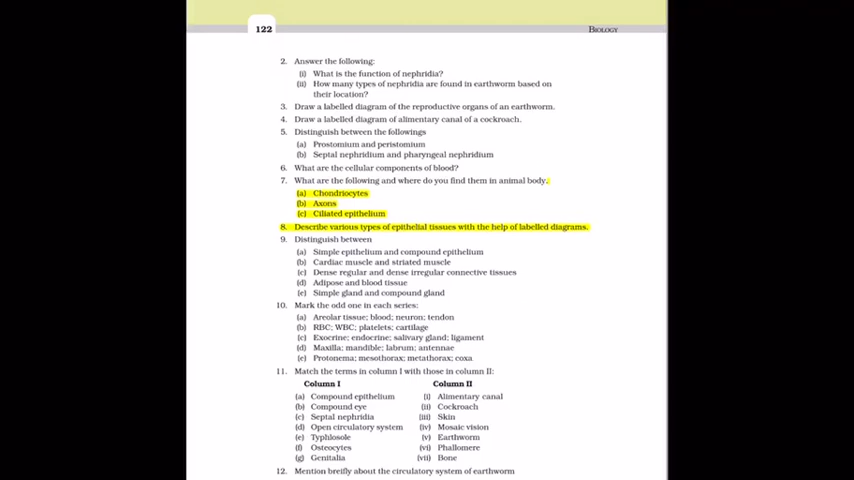 122
BIOLOGY
2. Answer the following:
(i) What is the function of nephridia?
(ii) How many types of nephridia are found in earthworm based on
their location?
3. Draw a labelled diagram of the reproductive organs of an earthworm.
4. Draw a labelled diagram of alimentary canal of a cockroach.
5. Distinguish between the followings
(a) Prostomium and peristomium
(b) Septal nephridium and pharyngeal nephridium
6. What are the cellular components of blood?
7. What are the following and where do you find them in animal body.
(a) Chondriocytes
(b) Axons
(c) Ciliated epithelium
8. Describe various types of epithelial tissues with the help of labelled diagrams.
9. Distinguish between
(a) Simple epithelium and compound epithelium
(b) Cardiac muscle and striated muscle
(c) Dense regular and dense irregular connective tissues
(d) Adipose and blood tissue
(e) Simple gland and compound gland
10. Mark the odd one in each series:
(a) Areolar tissue; blood; neuron; tendon
(b) RBC; WBC; platelets; cartilage
(c) Exocrine; endocrine; salivary gland; ligament
(d) Maxilla; mandible; labrum; antennae
(e) Protonema; mesothorax; metathorax; coxa
11. Match the terms in column I with those in column II:
Column I Column II
(a) Compound epithelium (i) Alimentary canal
(b) Compound eye (ii) Cockroach
(c) Septal nephridia (iii) Skin
(d) Open circulatory system (iv) Mosaic vision
(e) Typhlosole (v) Earthworm
(f) Osteocytes (vi) Phallomere
(g) Genitalia (vii) Bone
12. Mention breifly about the circulatory system of earthworm